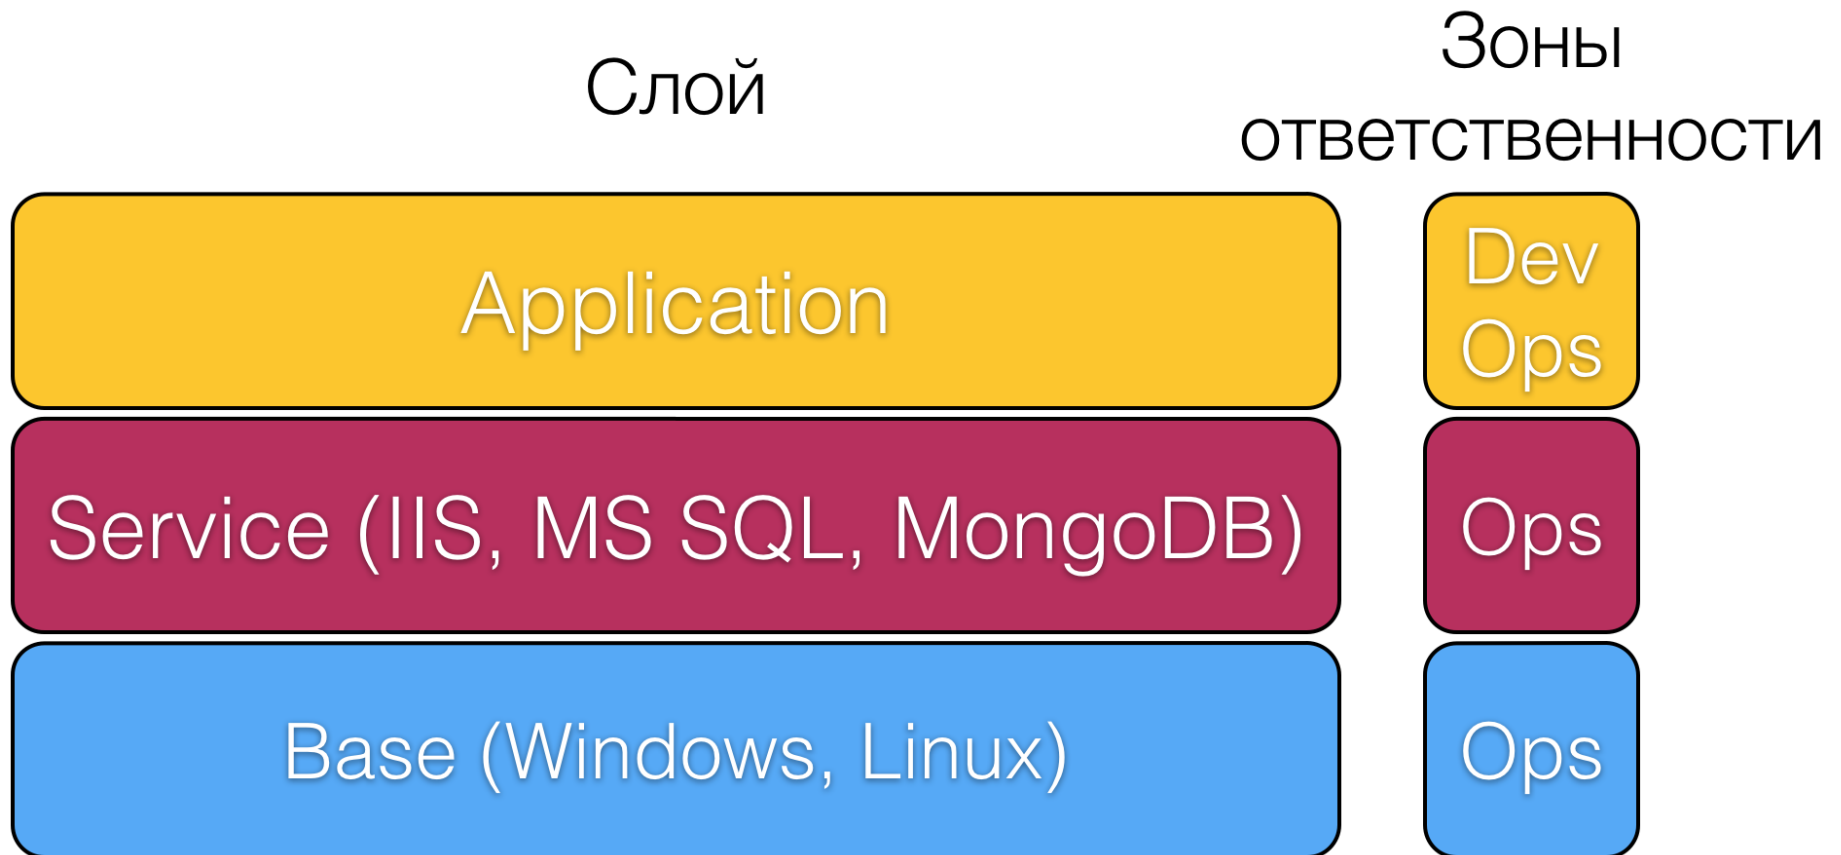 Слой
Зоны
ответственности
Application
Dev
Ops
Service (IIS, MS SQL, MongoDB)
Ops
Base (Windows, Linux)
Ops